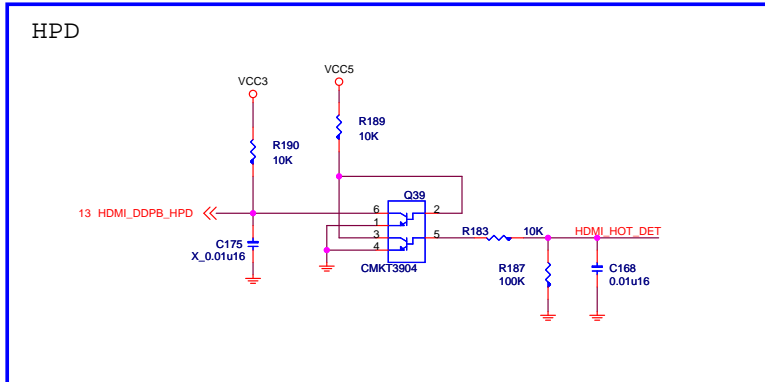 HPD
VCC3
VCC5
R190
10K
R189
10K
Q39
13 HDMI_DDPB_HPD
6
2
1
3
5
4
R183
10K
HDMI_HOT_DET
C175
X_0.01u16
CMKT3904
R187
100K
C168
0.01u16